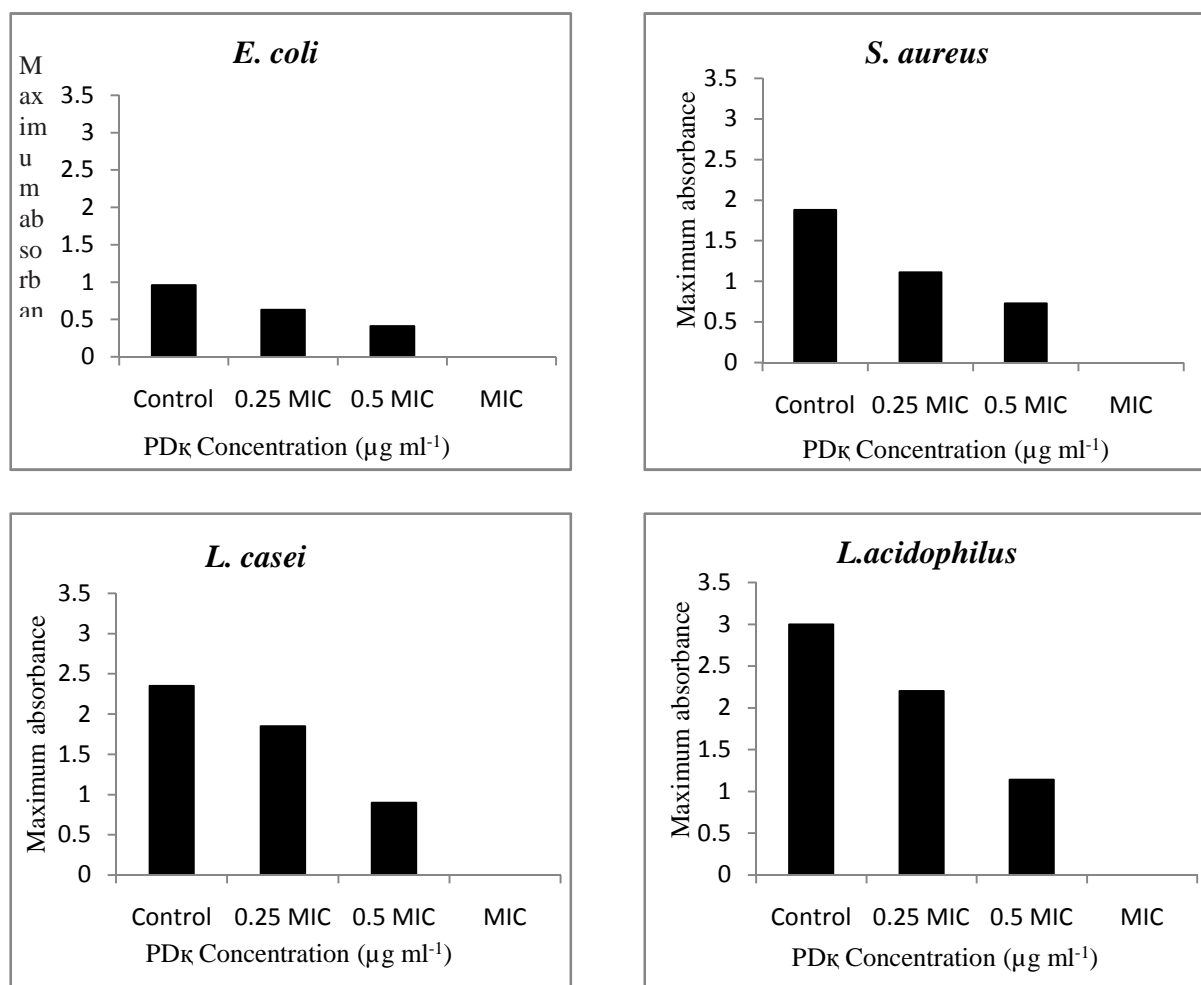 E. coli
M
ax
im
u
m
ab
so
rb
an
3.5
3
2.5
2
1.5
1
0.5
0
Control 0.25 MIC 0.5 MIC MIC
PDκ Concentration (µg ml-1)
S. aureus
Maximum absorbance
3.5
3
2.5
2
1.5
1
0.5
0
Control 0.25 MIC 0.5 MIC MIC
PDκ Concentration (µg ml-1)
L. casei
Maximum absorbance
3.5
3
2.5
2
1.5
1
0.5
0
Control 0.25 MIC 0.5 MIC MIC
PDκ Concentration (µg ml-1)
L.acidophilus
Maximum absorbance
3.5
3
2.5
2
1.5
1
0.5
0
Control 0.25 MIC 0.5 MIC MIC
PDκ Concentration (µg ml-1)